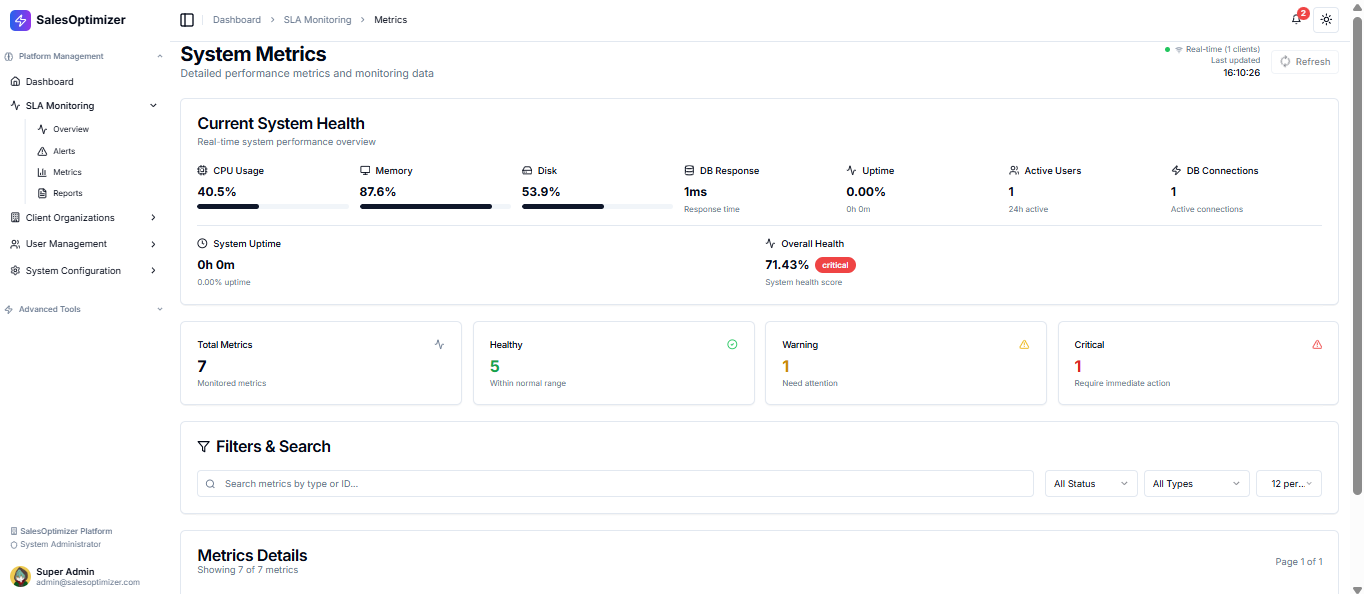 SalesOptimizer
Platform Management
Dashboard
SLA Monitoring
Overview
Alerts
Metrics
Reports
Client Organizations
User Management
System Configuration
Advanced Tools
SalesOptimizer Platform
System Administrator
Super Admin
admin@salesoptimizer.com
Dashboard > SLA Monitoring > Metrics
2
System Metrics
Detailed performance metrics and monitoring data
Real-time (1 clients)
Last updated
16:10:26
Refresh
Current System Health
Real-time system performance overview
CPU Usage
40.5%
Memory
87.6%
Disk
53.9%
DB Response
1ms
Response time
Uptime
0.00%
0h 0m
Active Users
1
24h active
DB Connections
1
Active connections
System Uptime
0h 0m
0.00% uptime
Overall Health
71.43% critical
System health score
Total Metrics
7
Monitored metrics
Healthy
5
Within normal range
Warning
1
Need attention
Critical
1
Require immediate action
Filters & Search
Search metrics by type or ID...
All Status
All Types
12 per...
Metrics Details
Showing 7 of 7 metrics
Page 1 of 1